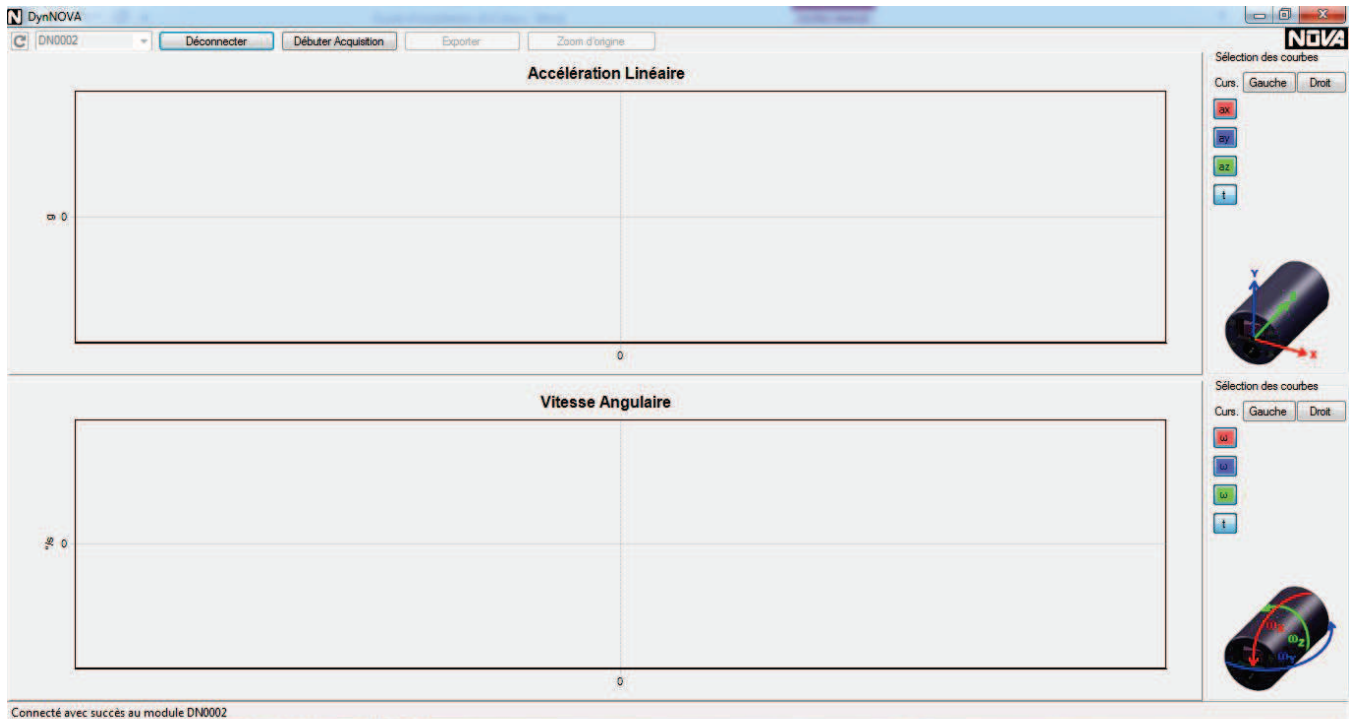 DynNOVA
DN0002 Déconnecter Débuter Acquisition Exporter Zoom d'origine
NOVA
Accélération Linéaire
g 0
0
Sélection des courbes
Curs. Gauche Droit
ax
ay
az
t
Y
X
Vitesse Angulaire
°/s 0
0
Sélection des courbes
Curs. Gauche Droit
ω
ω
ω
t
ωz
ωY
Connecté avec succès au module DN0002